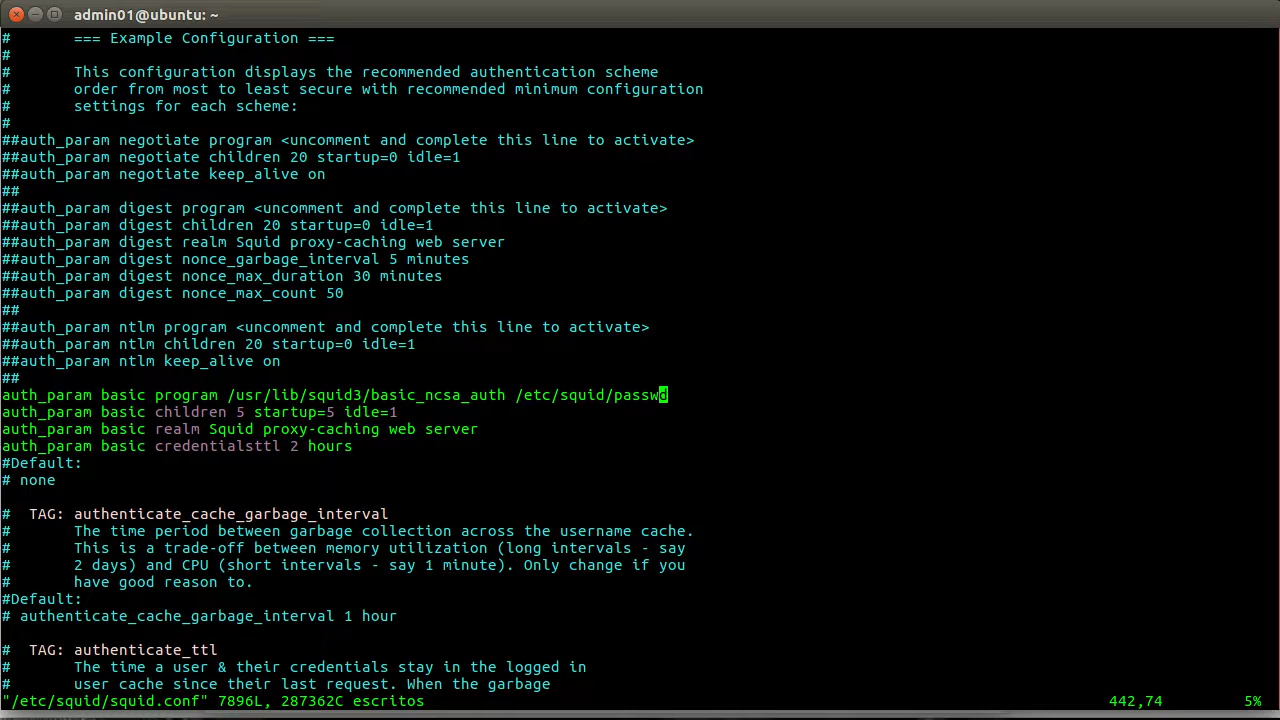 admin01@ubuntu: ~
#       === Example Configuration ===
#
#       This configuration displays the recommended authentication scheme
#       order from most to least secure with recommended minimum configuration
#       settings for each scheme:
#
##auth_param negotiate program <uncomment and complete this line to activate>
##auth_param negotiate children 20 startup=0 idle=1
##auth_param negotiate keep_alive on
##
##auth_param digest program <uncomment and complete this line to activate>
##auth_param digest children 20 startup=0 idle=1
##auth_param digest realm Squid proxy-caching web server
##auth_param digest nonce_garbage_interval 5 minutes
##auth_param digest nonce_max_duration 30 minutes
##auth_param digest nonce_max_count 50
##
##auth_param ntlm program <uncomment and complete this line to activate>
##auth_param ntlm children 20 startup=0 idle=1
##auth_param ntlm keep_alive on
##
auth_param basic program /usr/lib/squid3/basic_ncsa_auth /etc/squid/passwd
auth_param basic children 5 startup=5 idle=1
auth_param basic realm Squid proxy-caching web server
auth_param basic credentialsttl 2 hours
#Default:
# none

#  TAG: authenticate_cache_garbage_interval
#       The time period between garbage collection across the username cache.
#       This is a trade-off between memory utilization (long intervals - say
#       2 days) and CPU (short intervals - say 1 minute). Only change if you
#       have good reason to.
#Default:
# authenticate_cache_garbage_interval 1 hour

#  TAG: authenticate_ttl
#       The time a user & their credentials stay in the logged in
#       user cache since their last request. When the garbage
"/etc/squid/squid.conf" 7896L, 287362C escritos 442,74 5%